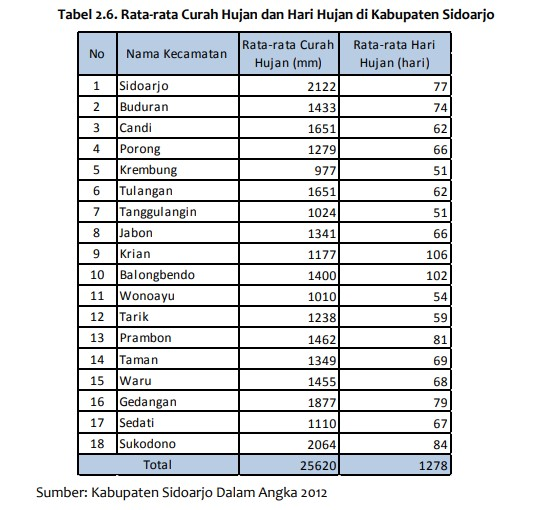 Tabel 2.6. Rata-rata Curah Hujan dan Hari Hujan di Kabupaten Sidoarjo
No Nama Kecamatan Rata-rata Curah Hujan (mm) Rata-rata Hari Hujan (hari)
1 Sidoarjo 2122 77
2 Buduran 1433 74
3 Candi 1651 62
4 Porong 1279 66
5 Krembung 977 51
6 Tulangan 1651 62
7 Tanggulangin 1024 51
8 Jabon 1341 66
9 Krian 1177 106
10 Balongbendo 1400 102
11 Wonoayu 1010 54
12 Tarik 1238 59
13 Prambon 1462 81
14 Taman 1349 69
15 Waru 1455 68
16 Gedangan 1877 79
17 Sedati 1110 67
18 Sukodono 2064 84
Total 25620 1278
Sumber: Kabupaten Sidoarjo Dalam Angka 2012